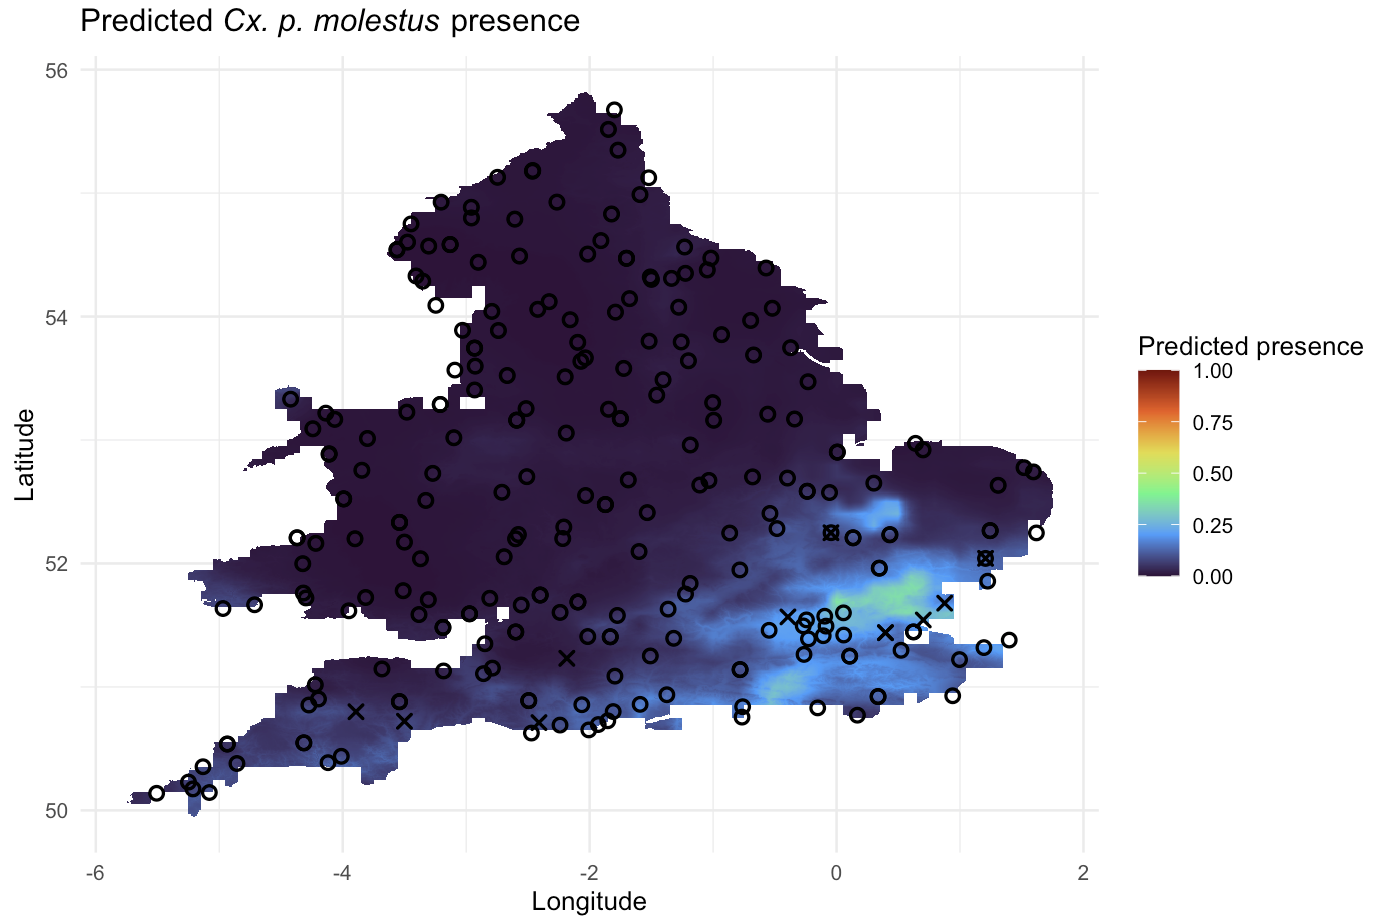 Predicted Cx. p. molestus presence
56
54
52
50
Latitude
-6 -4 -2 0 2
Longitude
Predicted presence
1.00
0.75
0.50
0.25
0.00